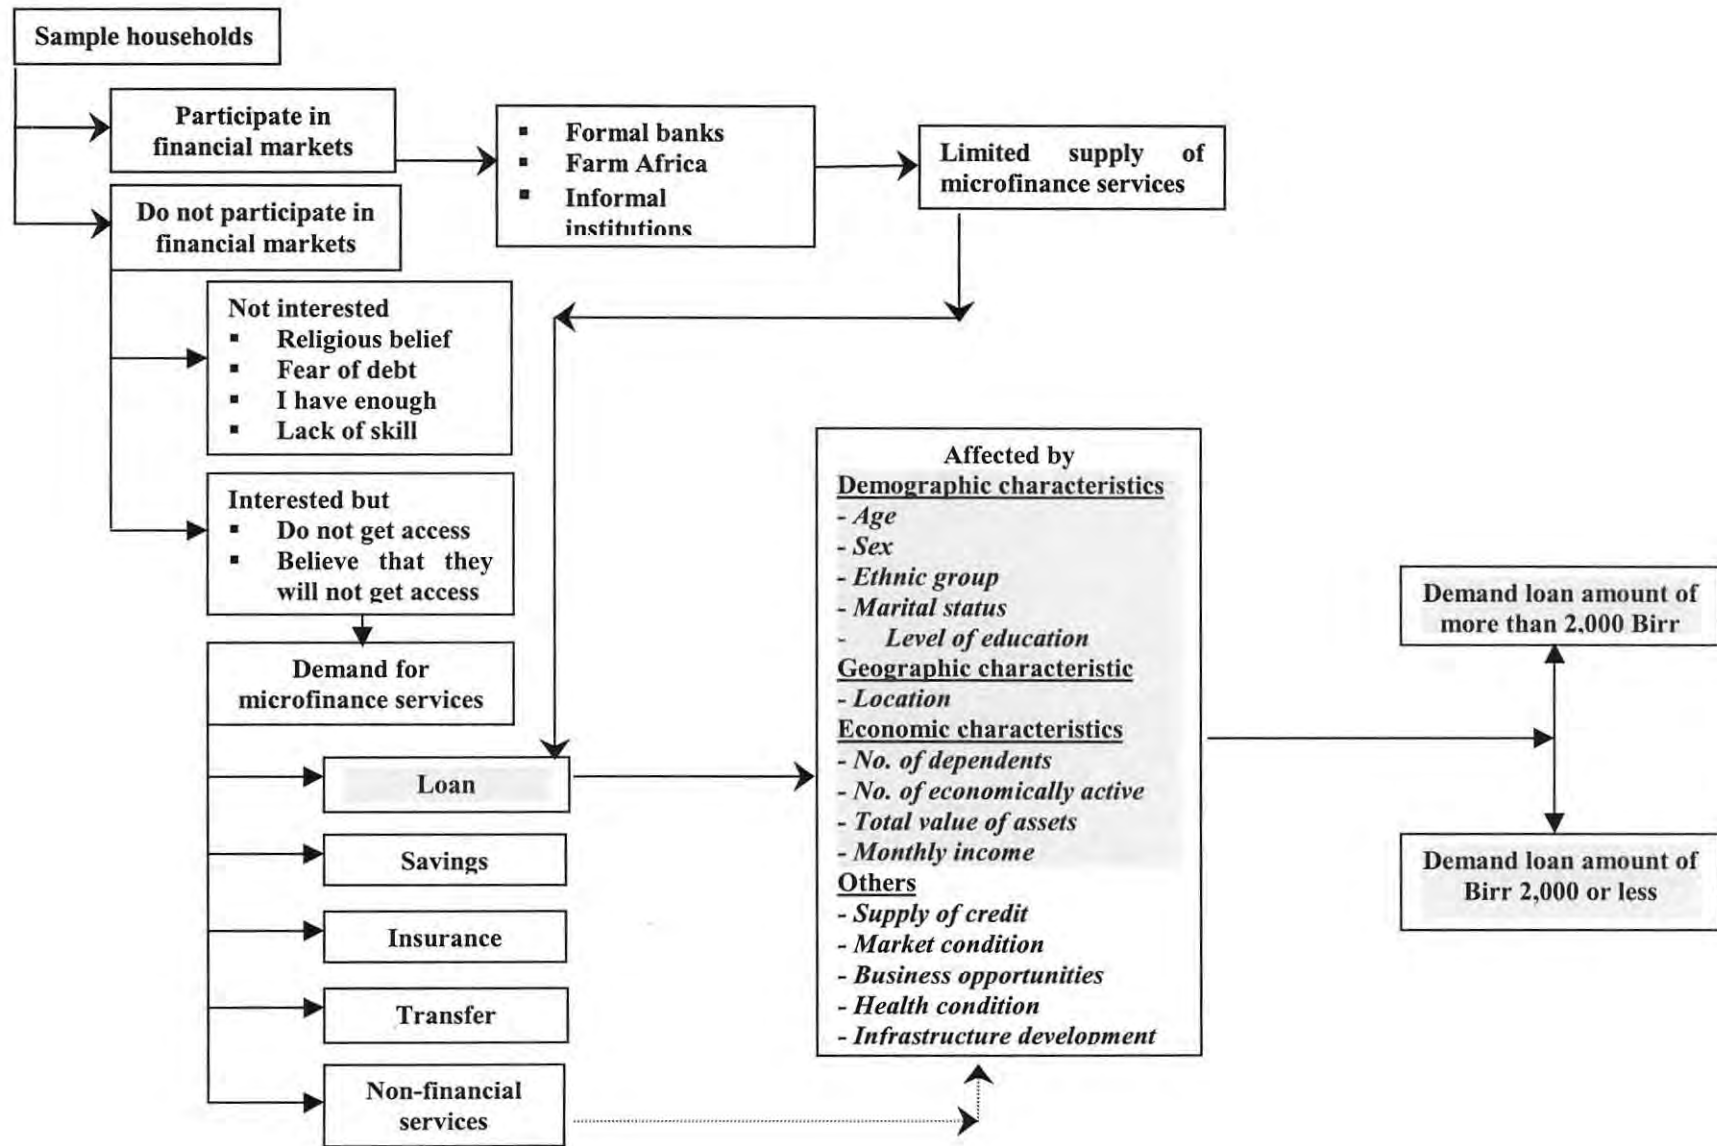 Sample households
Participate in
financial markets
▪ Formal banks
▪ Farm Africa
▪ Informal
institutions
Limited supply of
microfinance services
Do not participate in
financial markets
Not interested
▪ Religious belief
▪ Fear of debt
▪ I have enough
▪ Lack of skill
Interested but
▪ Do not get access
▪ Believe that they
will not get access
Demand for
microfinance services
Loan
Savings
Insurance
Transfer
Non-financial
services
Affected by
Demographic characteristics
- Age
- Sex
- Ethnic group
- Marital status
- Level of education
Geographic characteristic
- Location
Economic characteristics
- No. of dependents
- No. of economically active
- Total value of assets
- Monthly income
Others
- Supply of credit
- Market condition
- Business opportunities
- Health condition
- Infrastructure development
Demand loan amount of
more than 2,000 Birr
Demand loan amount of
Birr 2,000 or less